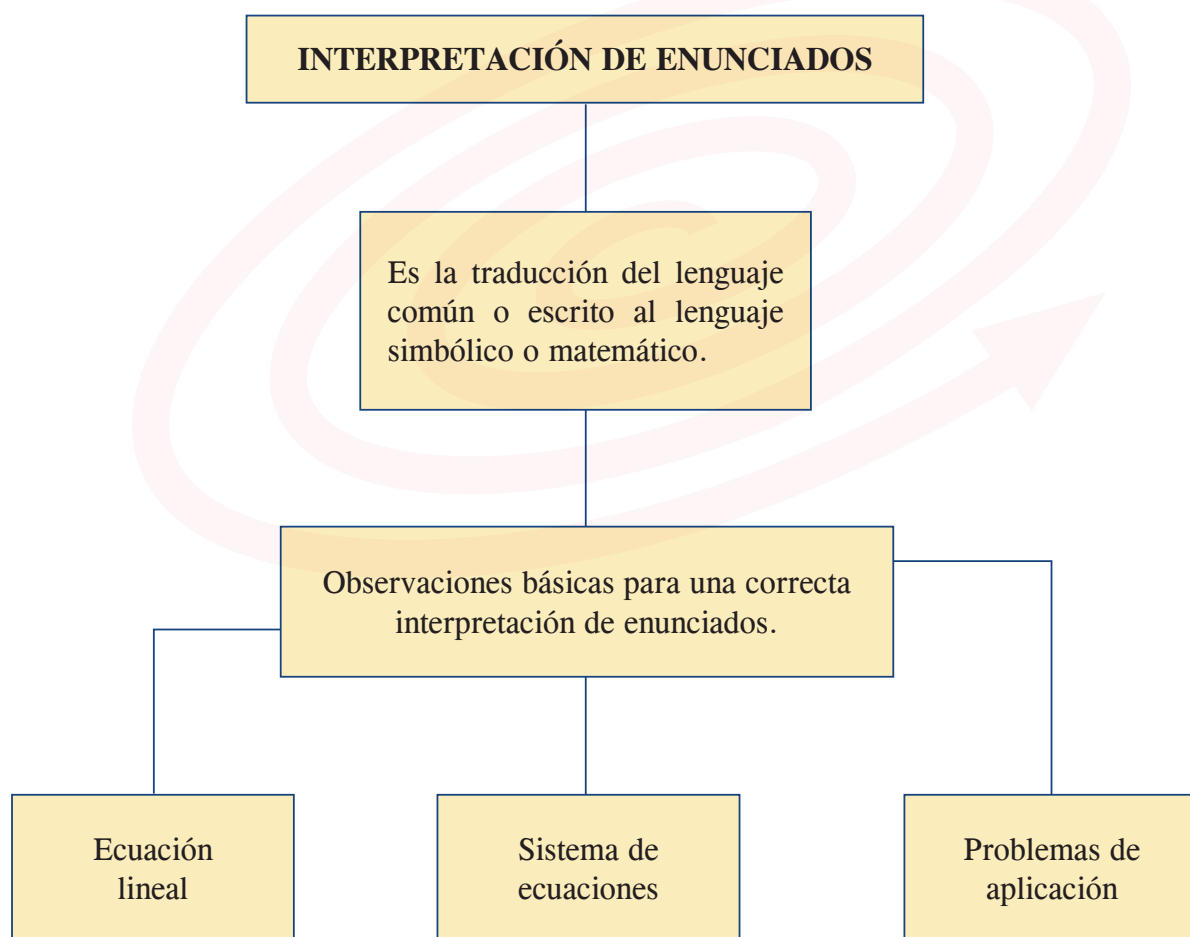 INTERPRETACIÓN DE ENUNCIADOS
Es la traducción del lenguaje
común o escrito al lenguaje
simbólico o matemático.
Observaciones básicas para una correcta
interpretación de enunciados.
Ecuación
lineal
Sistema de
ecuaciones
Problemas de
aplicación